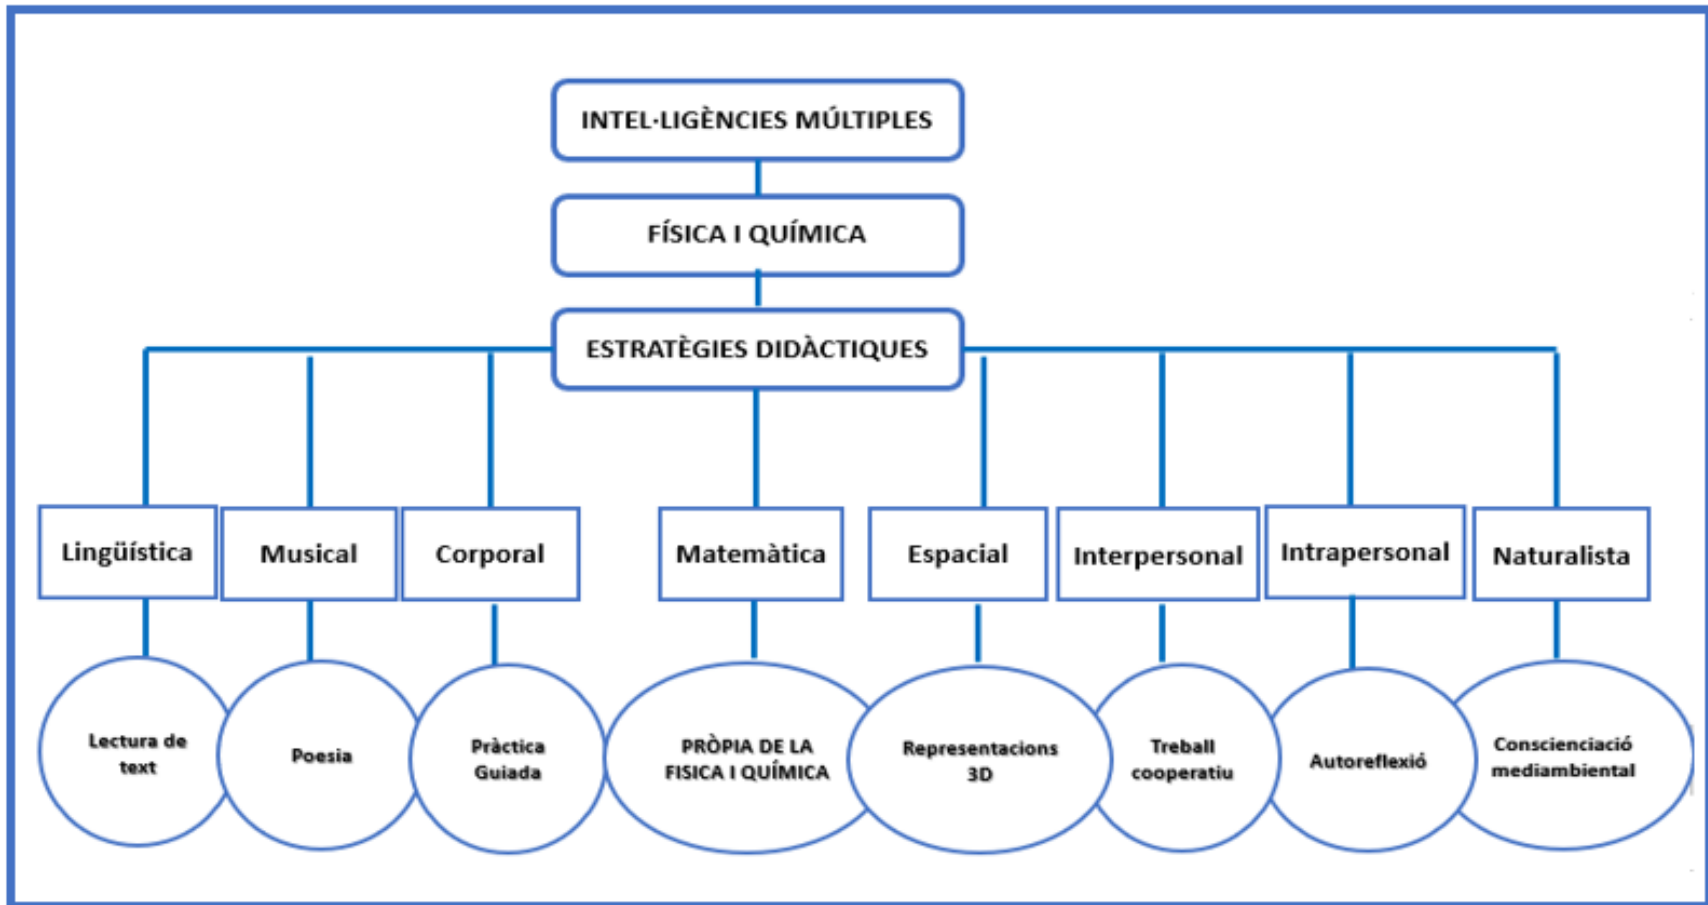 INTEL·LIGÈNCIES MÚLTIPLES
FÍSICA I QUÍMICA
ESTRATÈGIES DIDÀCTIQUES
Lingüística
Musical
Corporal
Matemàtica
Espacial
Interpersonal
Intrapersonal
Naturalista
Lectura de
text
Poesia
Pràctica
Guiada
PRÒPIA DE LA
FISICA I QUÍMICA
Representacions
3D
Treball
cooperatiu
Autoreflexió
Conscienciació
mediambiental